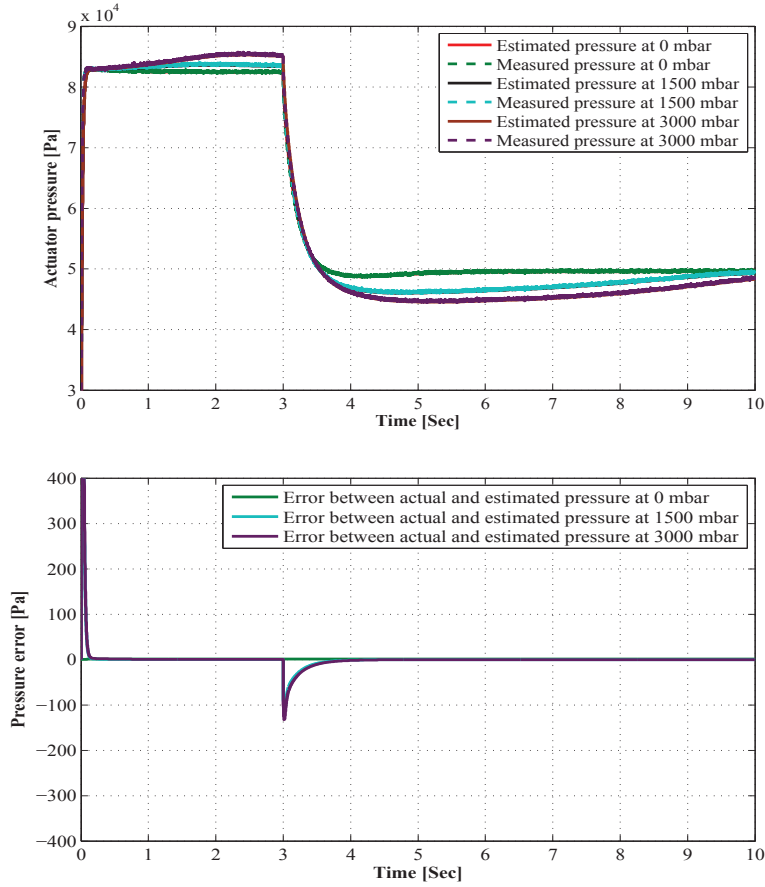 x 10⁴
9
8
7
6
5
4
3
Actuator pressure [Pa]
Estimated pressure at 0 mbar
Measured pressure at 0 mbar
Estimated pressure at 1500 mbar
Measured pressure at 1500 mbar
Estimated pressure at 3000 mbar
Measured pressure at 3000 mbar
0 1 2 3 4 5 6 7 8 9 10
Time [Sec]
400
300
200
100
0
−100
−200
−300
−400
Pressure error [Pa]
Error between actual and estimated pressure at 0 mbar
Error between actual and estimated pressure at 1500 mbar
Error between actual and estimated pressure at 3000 mbar
0 1 2 3 4 5 6 7 8 9 10
Time [Sec]